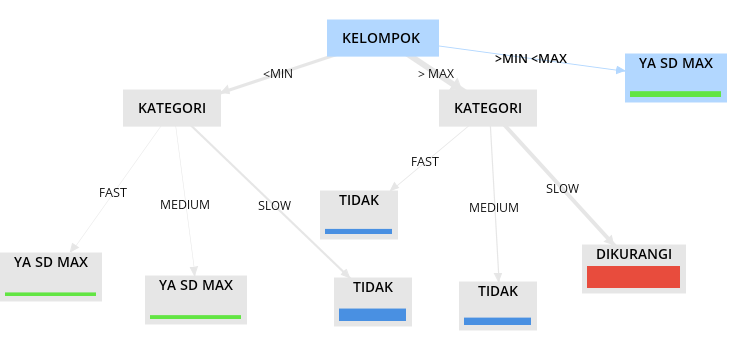 KELOMPOK
<MIN
> MAX
>MIN <MAX
YA SD MAX
KATEGORI
KATEGORI
FAST
MEDIUM
SLOW
FAST
MEDIUM
SLOW
YA SD MAX
YA SD MAX
TIDAK
TIDAK
TIDAK
DIKURANGI